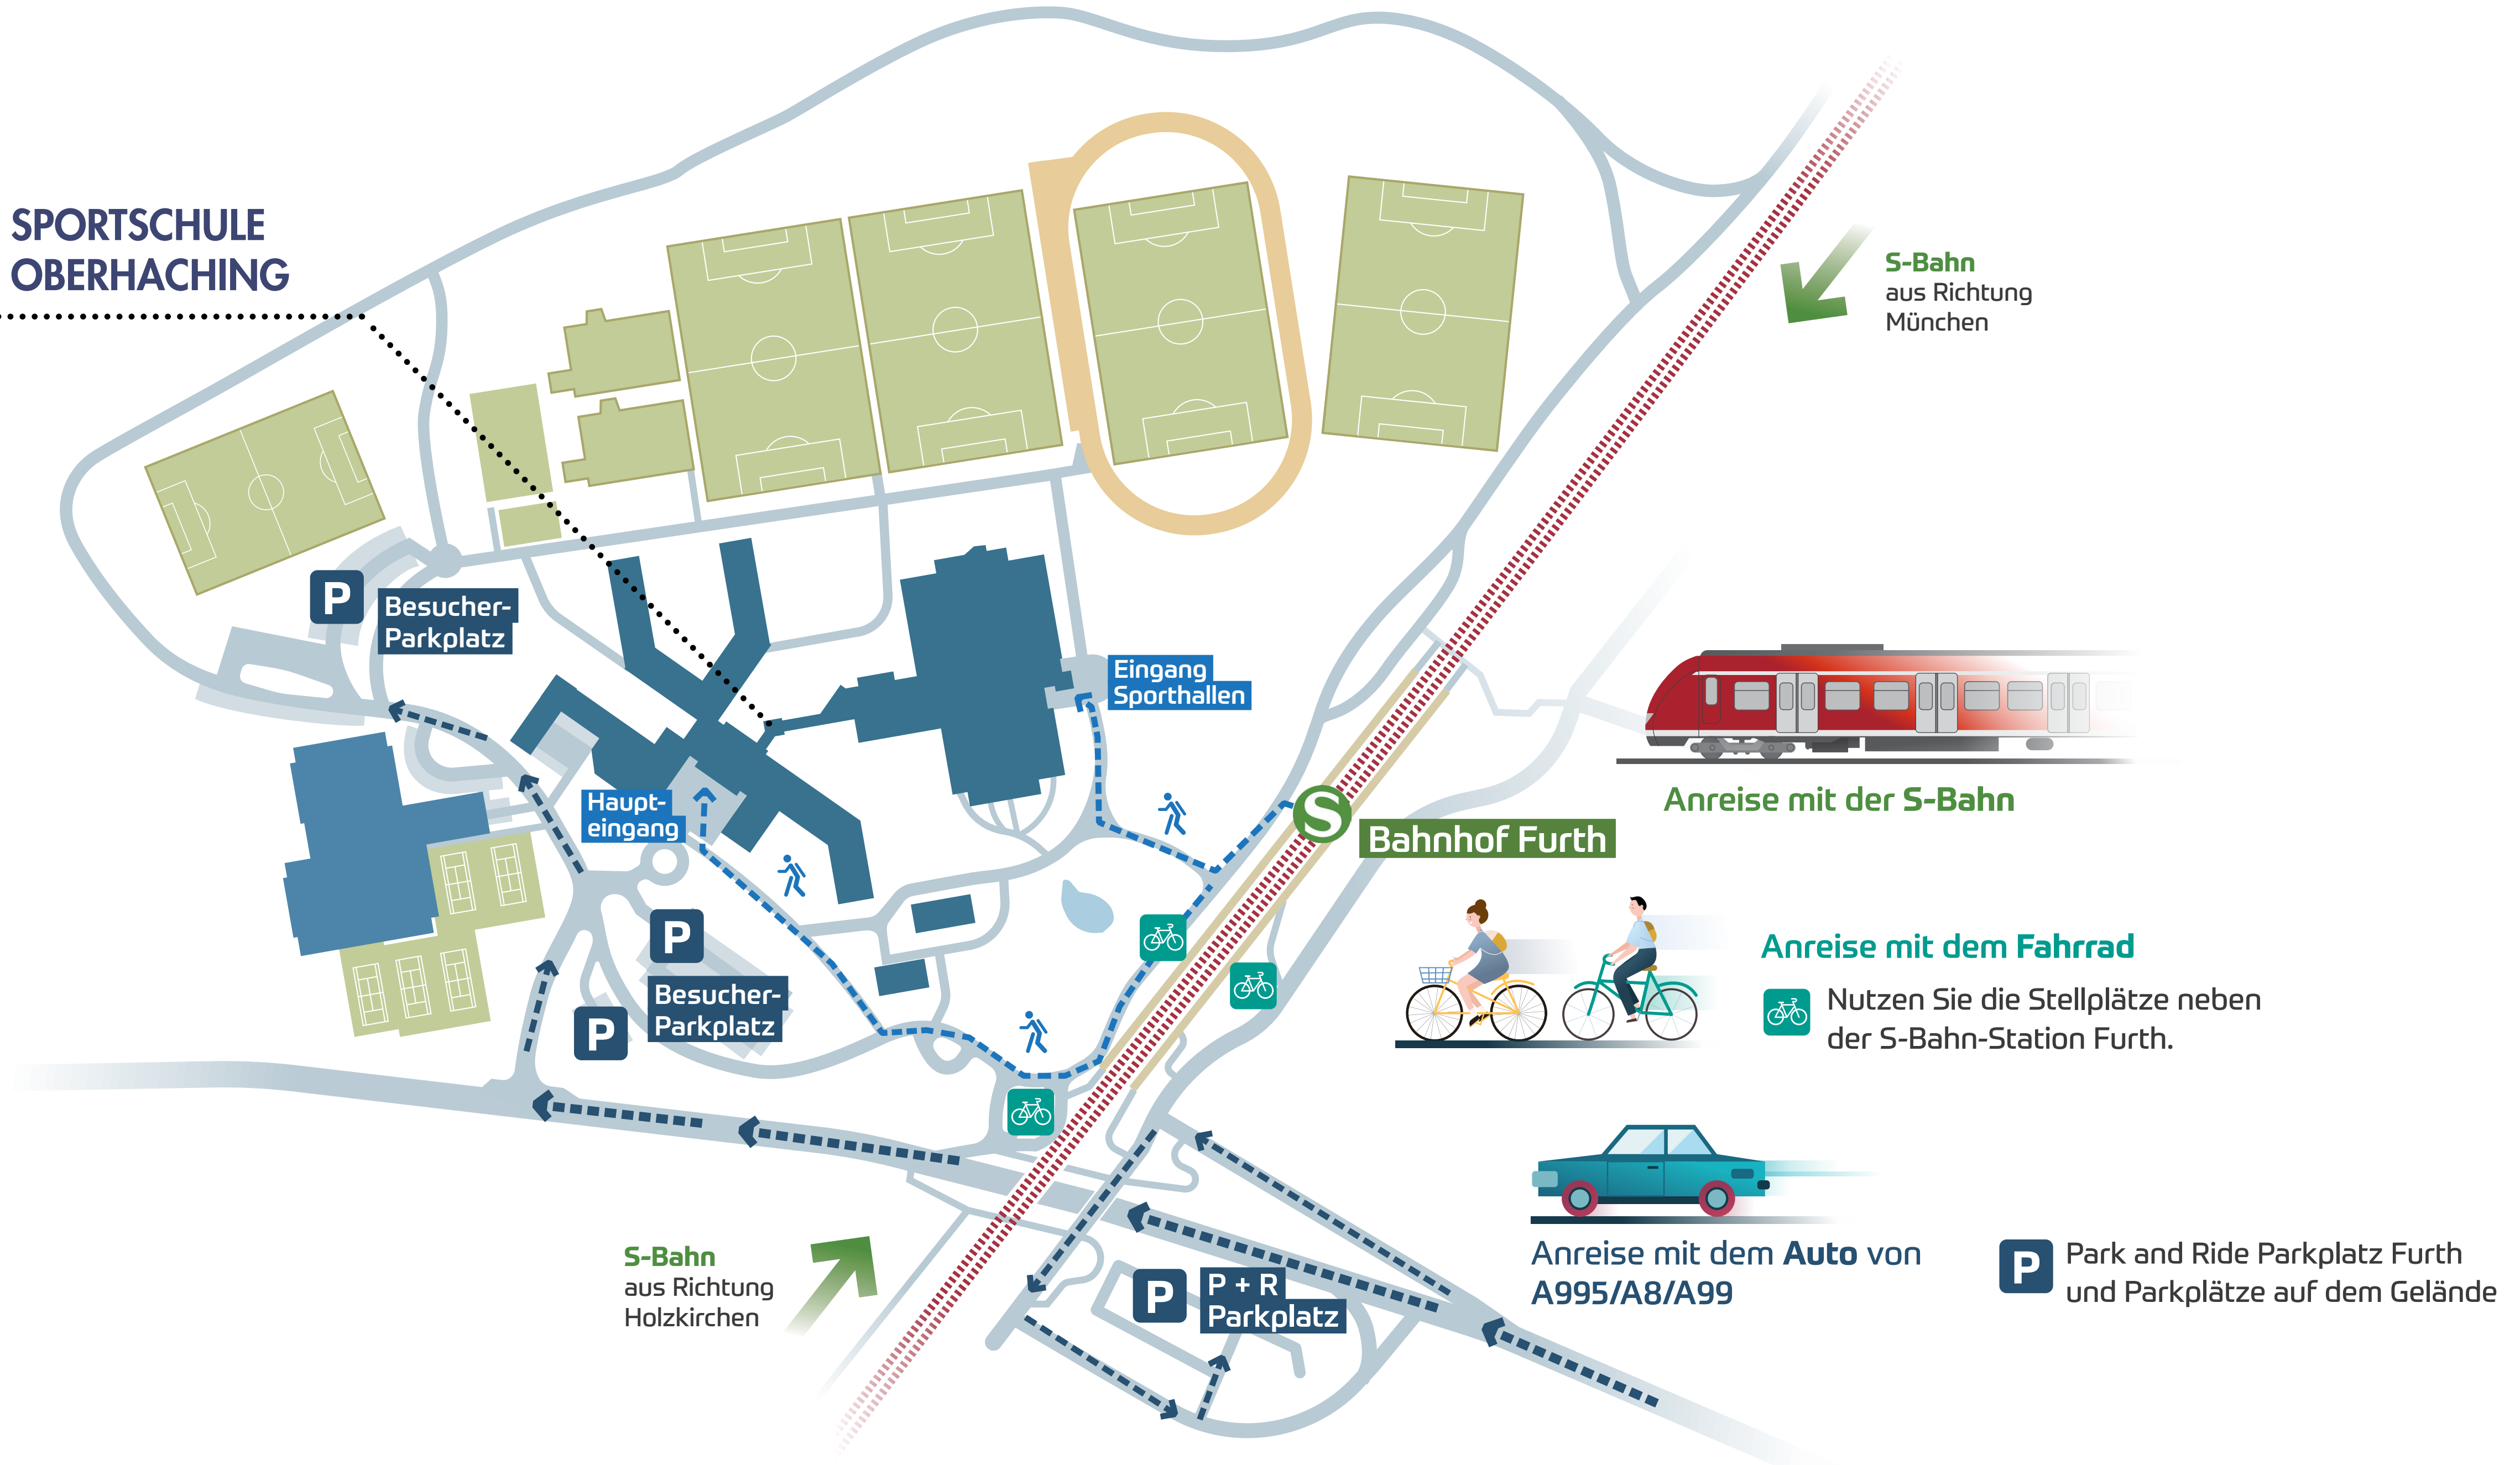 SPORTSCHULE
OBERHACHING
S-Bahn
aus Richtung
München
P
Besucher-
Parkplatz
Eingang
Sporthallen
Haupt-
eingang
S
Bahnhof Furth
Anreise mit der S-Bahn
P
Besucher-
Parkplatz
P
Anreise mit dem Fahrrad
Nutzen Sie die Stellplätze neben
der S-Bahn-Station Furth.
S-Bahn
aus Richtung
Holzkirchen
P
P + R
Parkplatz
Anreise mit dem Auto von
A995/A8/A99
P
Park and Ride Parkplatz Furth
und Parkplätze auf dem Gelände